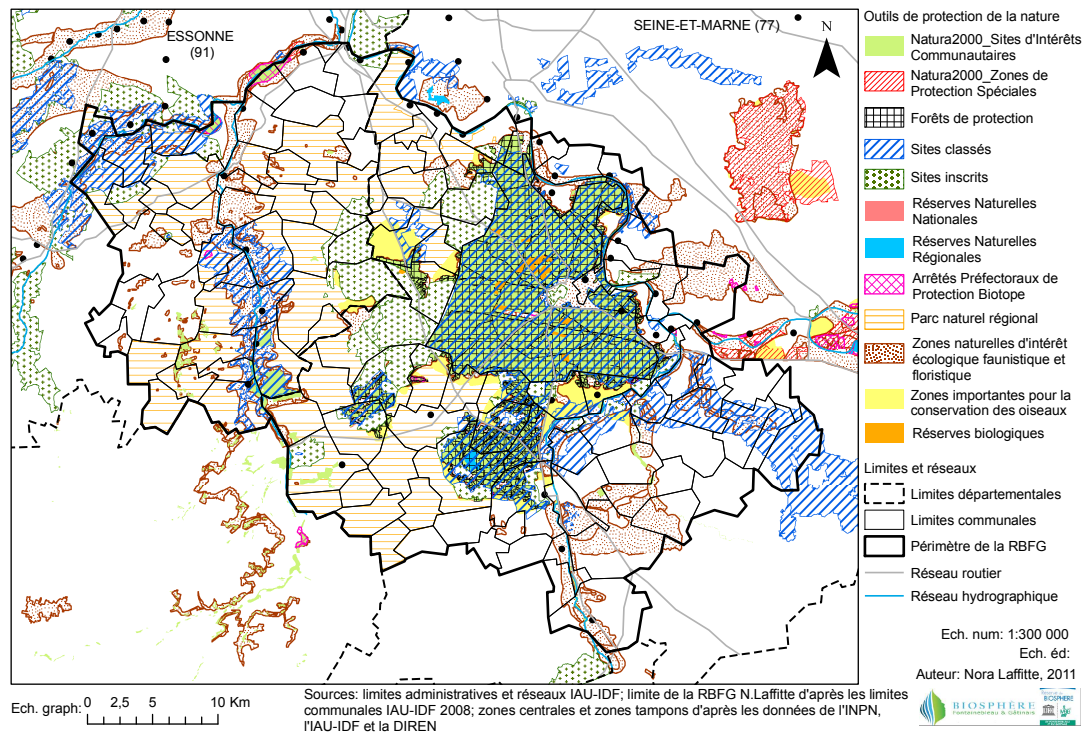 ESSONNE
(91)
SEINE-ET-MARNE (77)
N
Outils de protection de la nature
Natura2000_Sites d'Intérêts
Communautaires
Natura2000_Zones de
Protection Spéciales
Forêts de protection
Sites classés
Sites inscrits
Réserves Naturelles
Nationales
Réserves Naturelles
Régionales
Arrêtés Préfectoraux de
Protection Biotope
Parc naturel régional
Zones naturelles d'intérêt
écologique faunistique et
floristique
Zones importantes pour la
conservation des oiseaux
Réserves biologiques
Limites et réseaux
Limites départementales
Limites communales
Périmètre de la RBFG
Réseau routier
Réseau hydrographique
Ech. num: 1:300 000
Ech. éd:
Auteur: Nora Laffitte, 2011
Ech. graph: 0 2,5 5 10 Km
Sources: limites administratives et réseaux IAU-IDF; limite de la RBFG N.Laffitte d'après les limites
communales IAU-IDF 2008; zones centrales et zones tampons d'après les données de l'INPN,
l'IAU-IDF et la DIREN
BIOSPHÈRE
Fontainebleau & Gâtinais
BIOSPHÈRE